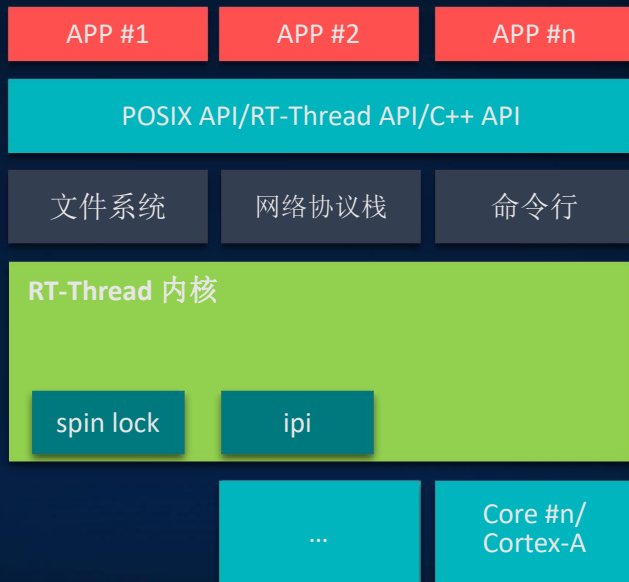 APP #1
APP #2
APP #n
POSIX API/RT-Thread API/C++ API
文件系统
网络协议栈
命令行
RT-Thread 内核
spin lock
ipi
...
Core #n/
Cortex-A